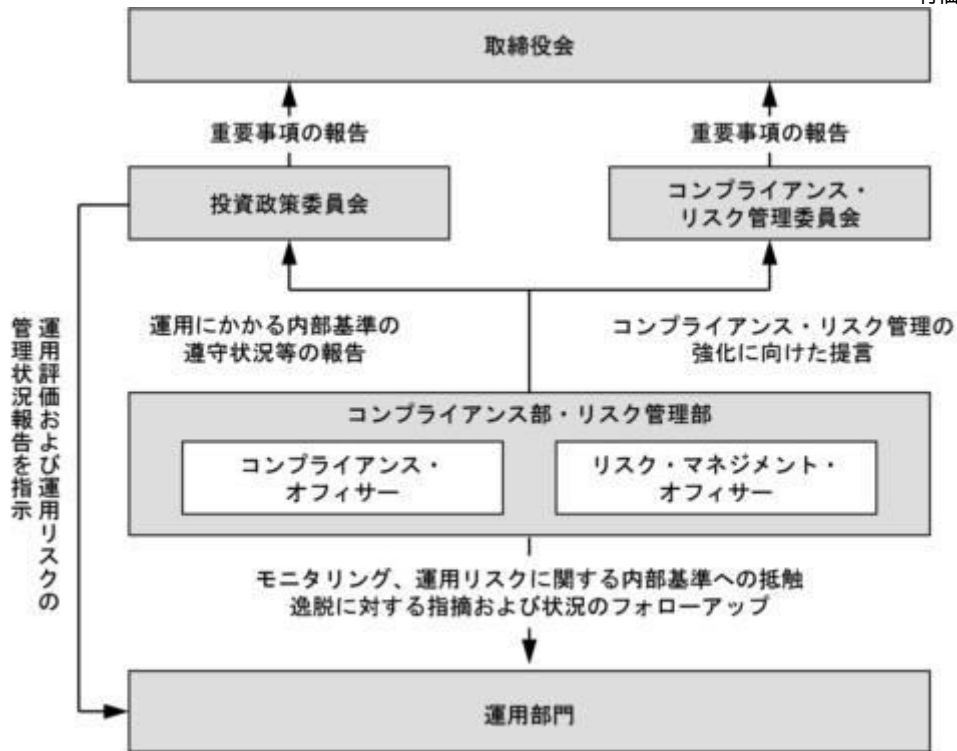 取締役会
重要事項の報告
重要事項の報告
投資政策委員会
コンプライアンス・
リスク管理委員会
運用にかかる内部基準の
遵守状況等の報告
コンプライアンス・リスク管理の
強化に向けた提言
運用評価および運用リスクの
管理状況報告を指示
コンプライアンス部・リスク管理部
コンプライアンス・
オフィサー
リスク・マネジメント・
オフィサー
モニタリング、運用リスクに関する内部基準への抵触
逸脱に対する指摘および状況のフォローアップ
運用部門